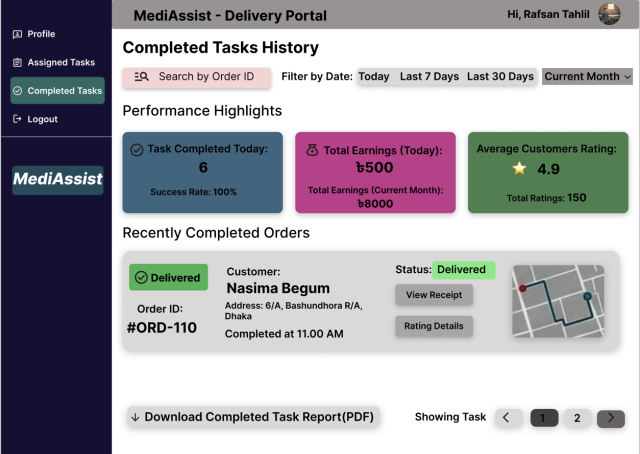 MediAssist - Delivery Portal
Hi, Rafsan Tahlil
Profile
Assigned Tasks
Completed Tasks
Logout
MediAssist
Completed Tasks History
Search by Order ID
Filter by Date: Today Last 7 Days Last 30 Days Current Month
Performance Highlights
Task Completed Today:
6
Success Rate: 100%
Total Earnings (Today):
৳500
Total Earnings (Current Month):
৳8000
Average Customers Rating:
4.9
Total Ratings: 150
Recently Completed Orders
Delivered
Order ID:
#ORD-110
Customer:
Nasima Begum
Address: 6/A, Bashundhora R/A,
Dhaka
Completed at 11.00 AM
Status: Delivered
View Receipt
Rating Details
Download Completed Task Report(PDF)
Showing Task < 1 2 >